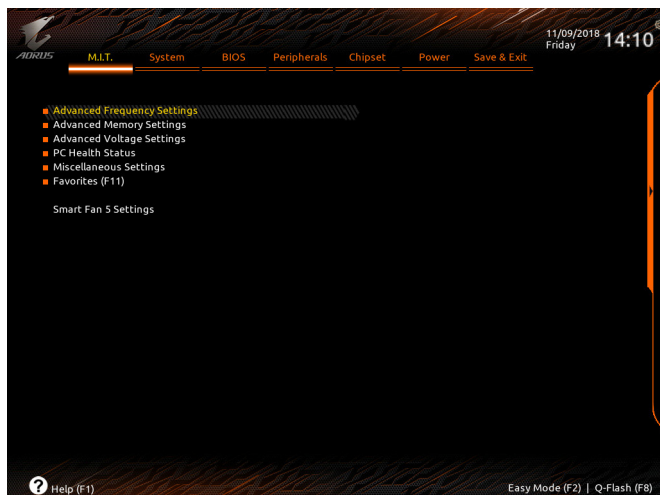 11/09/2018
Friday
14:10
AORUS
M.I.T. System BIOS Peripherals Chipset Power Save & Exit
Advanced Frequency Settings
Advanced Memory Settings
Advanced Voltage Settings
PC Health Status
Miscellaneous Settings
Favorites (F11)
Smart Fan 5 Settings
? Help (F1)
Easy Mode (F2) | Q-Flash (F8)